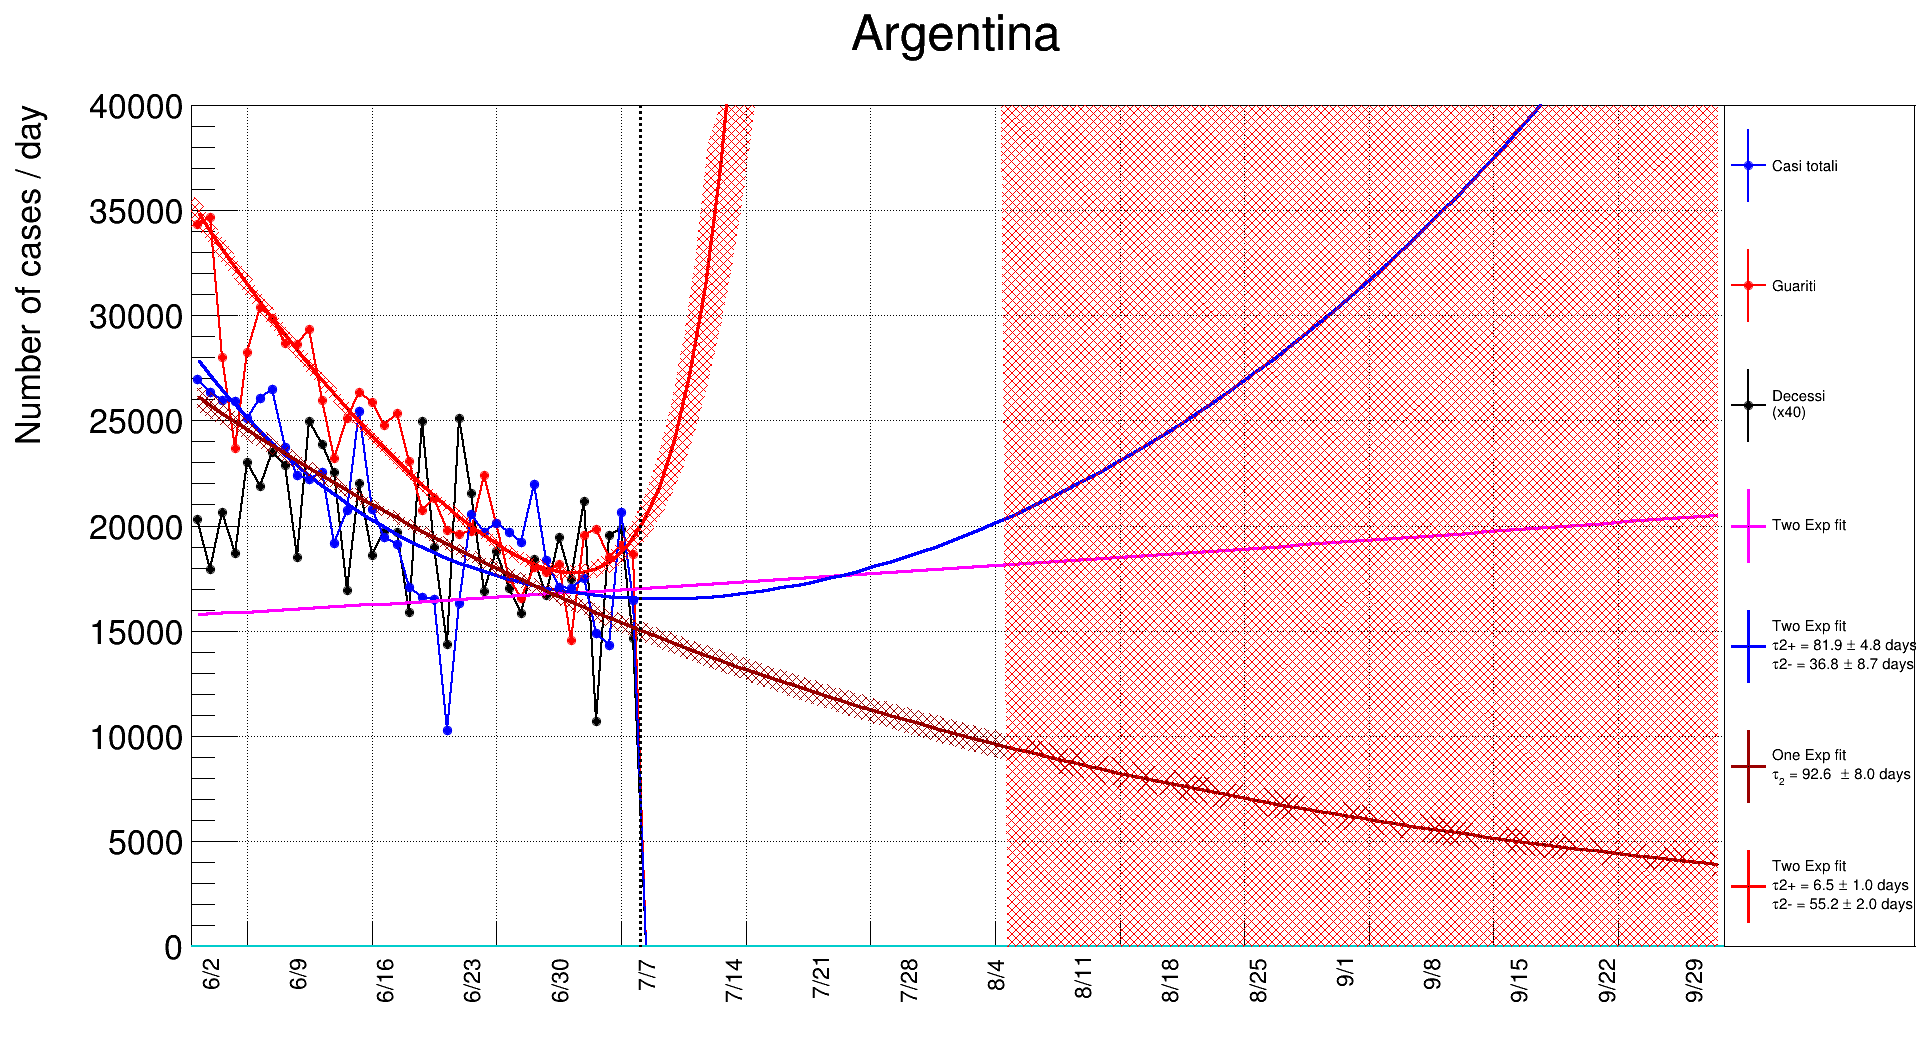 Argentina
Number of cases / day
40000
35000
30000
25000
20000
15000
10000
5000
0
6/2
6/9
6/16
6/23
6/30
7/7
7/14
7/21
7/28
8/4
8/11
8/18
8/25
9/1
9/8
9/15
9/22
9/29
Casi totali
Guariti
Decessi
(x40)
Two Exp fit
Two Exp fit
τ2+ = 81.9 ± 4.8 days
τ2- = 36.8 ± 8.7 days
One Exp fit
τ2 = 92.6 ± 8.0 days
Two Exp fit
τ2+ = 6.5 ± 1.0 days
τ2- = 55.2 ± 2.0 days